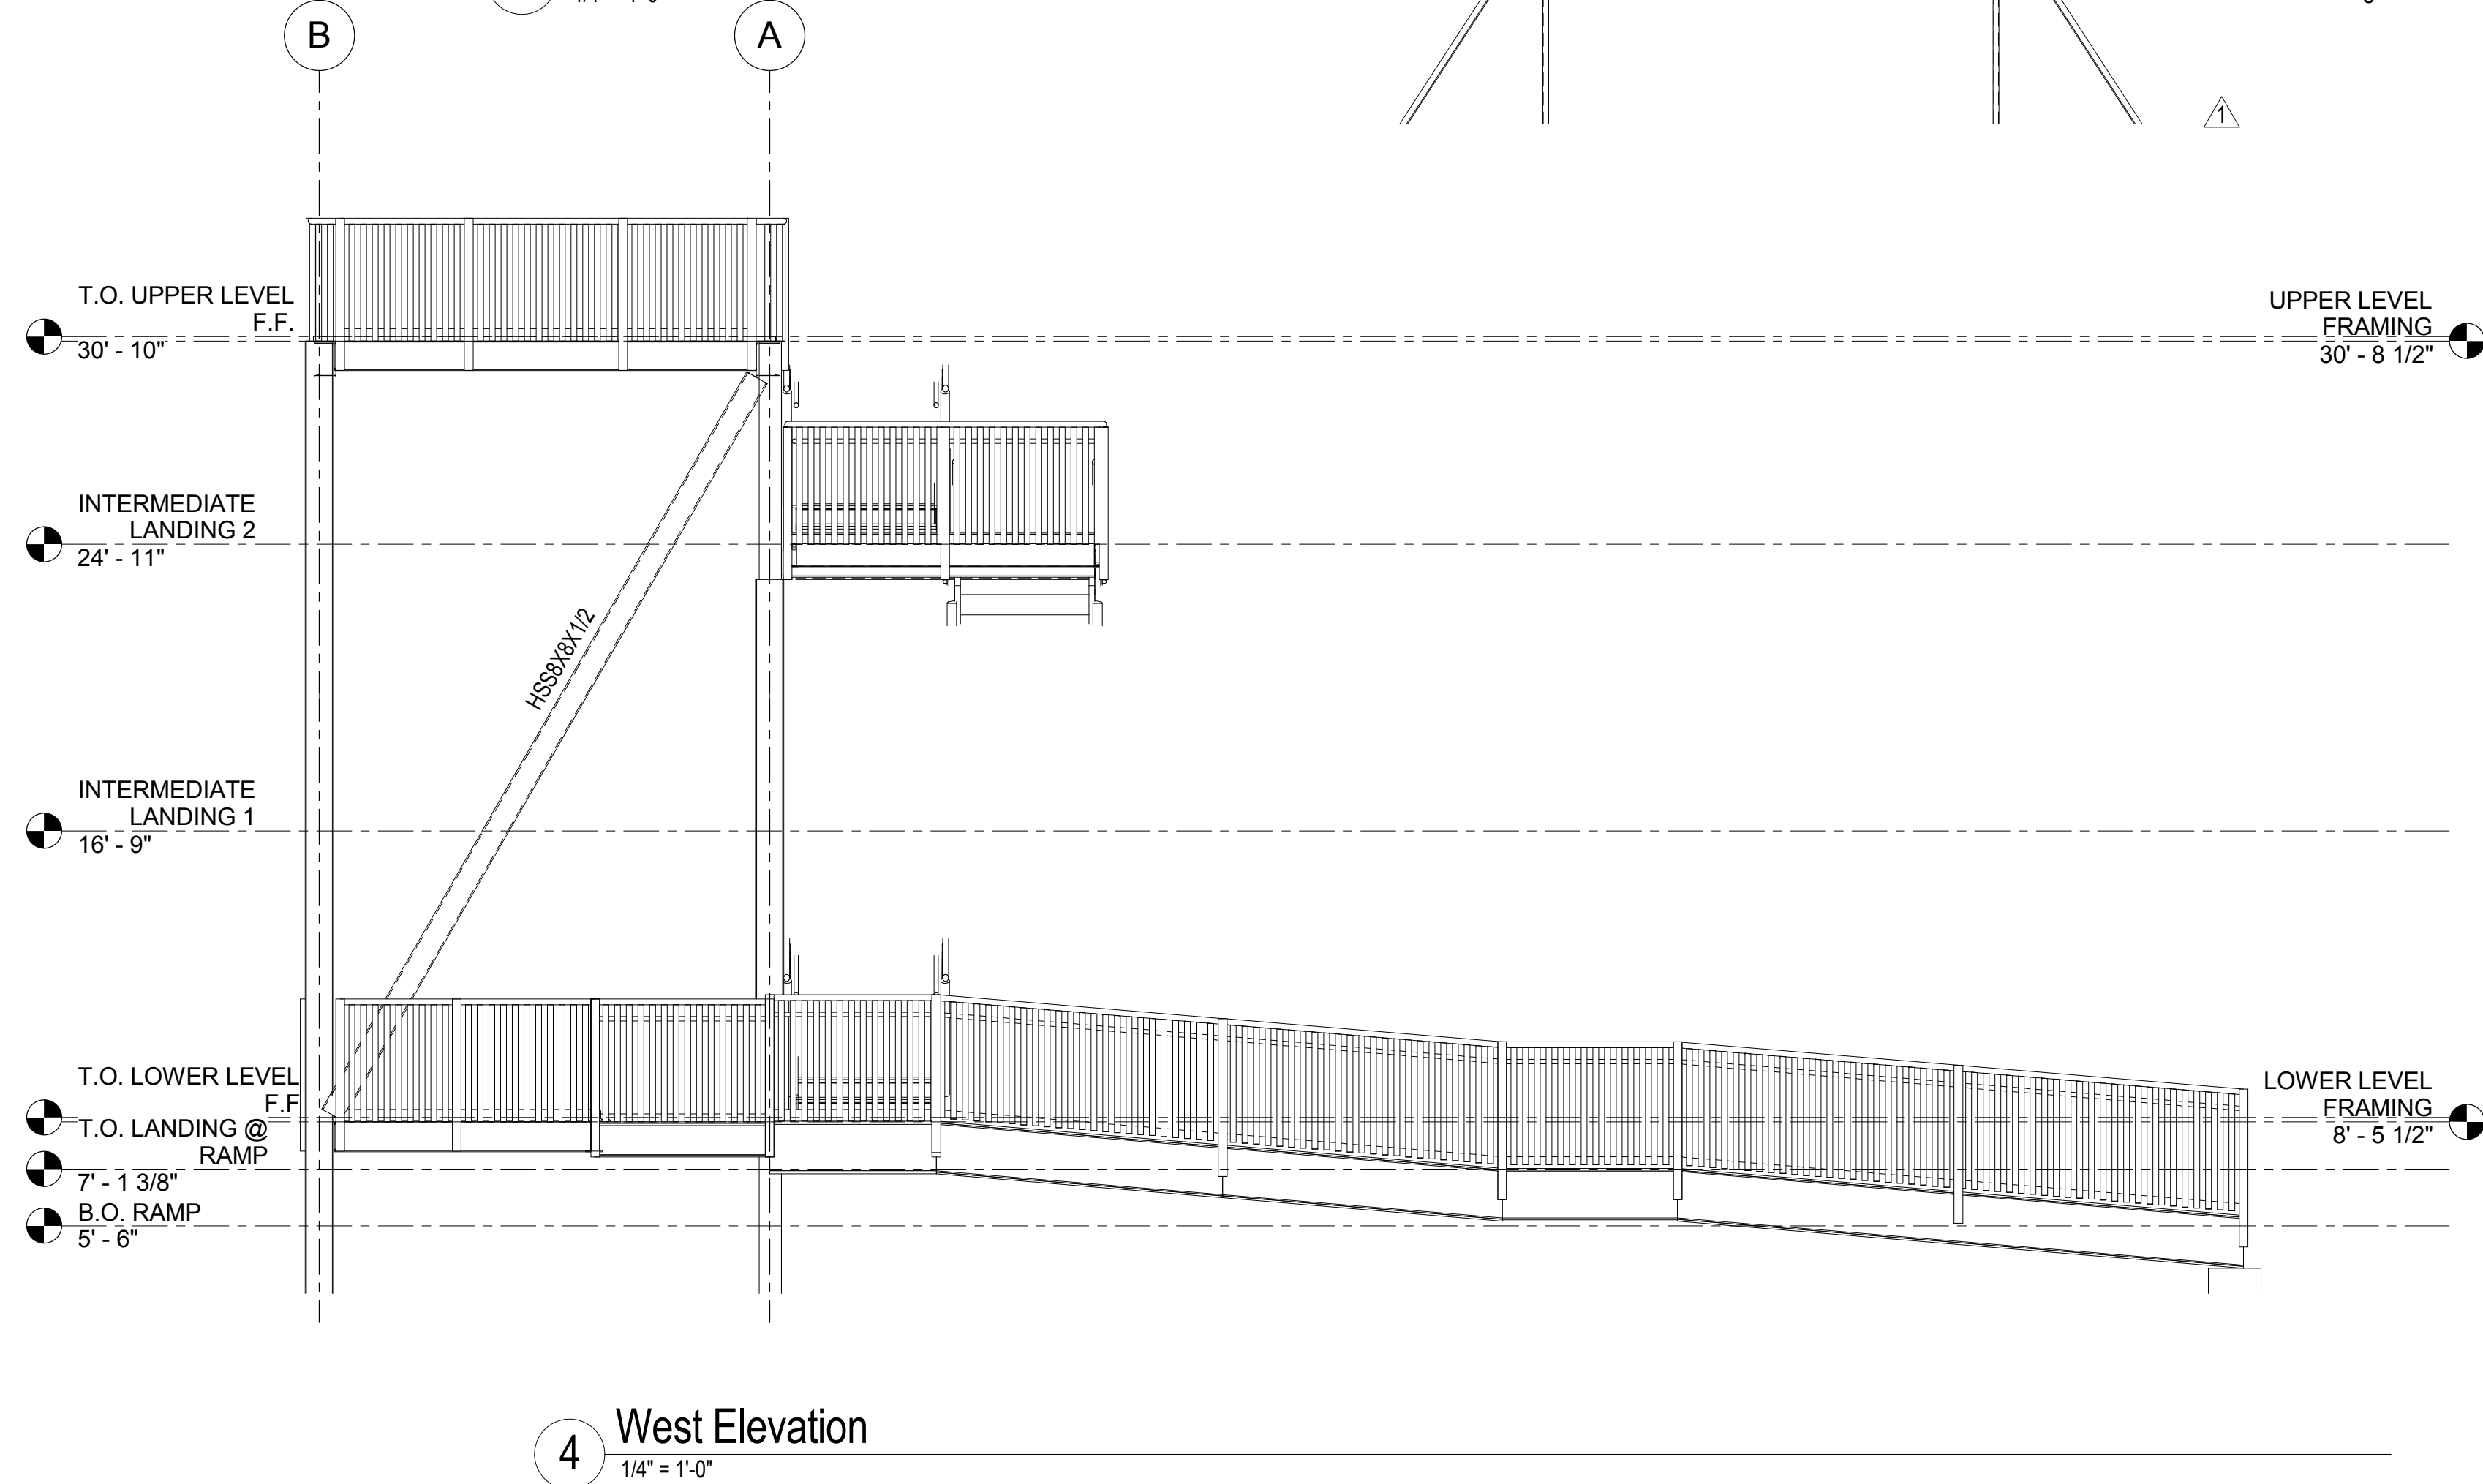 B
A
1
T.O. UPPER LEVEL
F.F.
30' - 10"
UPPER LEVEL
FRAMING
30' - 8 1/2"
INTERMEDIATE
LANDING 2
24' - 11"
HSS8X8X1/2
INTERMEDIATE
LANDING 1
16' - 9"
T.O. LOWER LEVEL
F.F
LOWER LEVEL
FRAMING
8' - 5 1/2"
T.O. LANDING @
RAMP
7' - 1 3/8"
B.O. RAMP
5' - 6"
4
West Elevation
1/4" = 1'-0"